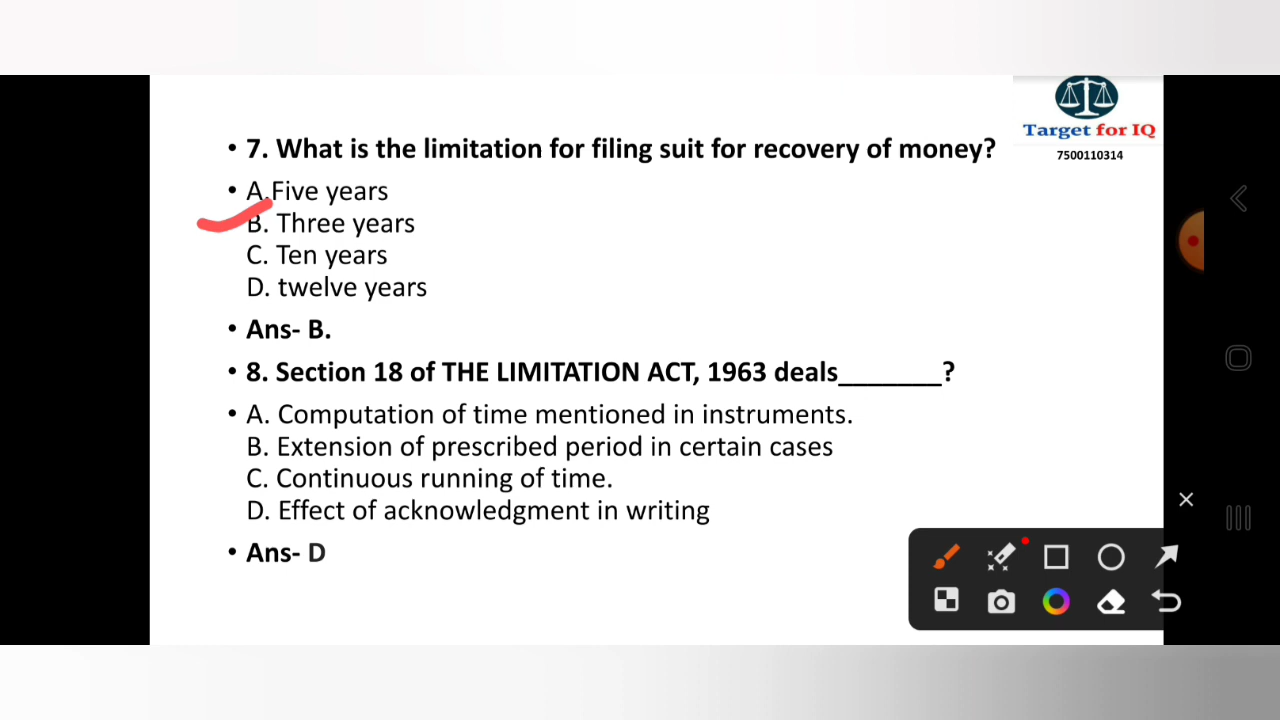 Target for IQ
7500110314
• 7. What is the limitation for filing suit for recovery of money?
• A.Five years
B. Three years
C. Ten years
D. twelve years
• Ans- B.
• 8. Section 18 of THE LIMITATION ACT, 1963 deals_______?
• A. Computation of time mentioned in instruments.
B. Extension of prescribed period in certain cases
C. Continuous running of time.
D. Effect of acknowledgment in writing
• Ans- D